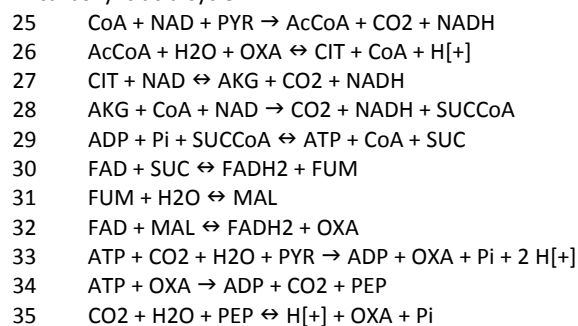 25 CoA + NAD + PYR → AcCoA + CO2 + NADH
26 AcCoA + H2O + OXA ↔ CIT + CoA + H[+]
27 CIT + NAD ↔ AKG + CO2 + NADH
28 AKG + CoA + NAD → CO2 + NADH + SUCCoA
29 ADP + Pi + SUCCoA ↔ ATP + CoA + SUC
30 FAD + SUC ↔ FADH2 + FUM
31 FUM + H2O ↔ MAL
32 FAD + MAL ↔ FADH2 + OXA
33 ATP + CO2 + H2O + PYR → ADP + OXA + Pi + 2 H[+]
34 ATP + OXA → ADP + CO2 + PEP
35 CO2 + H2O + PEP ↔ H[+] + OXA + Pi